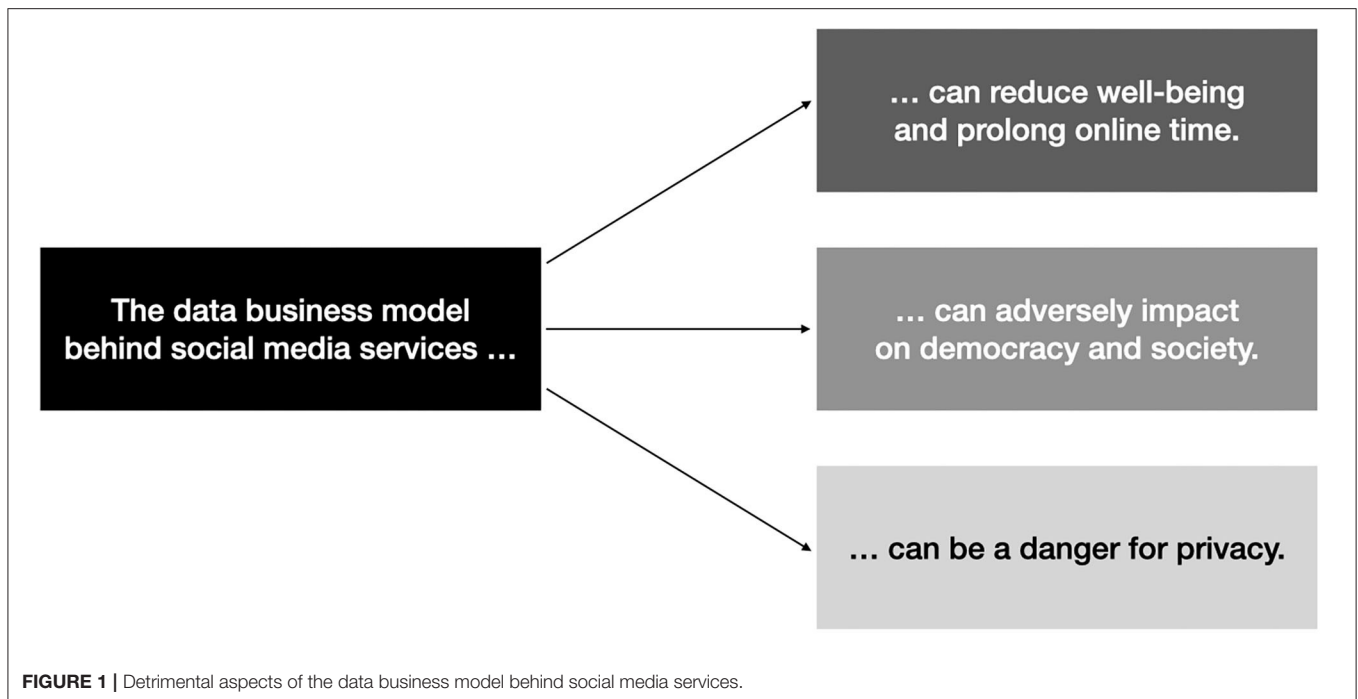 The data business model
behind social media services ...
... can reduce well-being
and prolong online time.
... can adversely impact
on democracy and society.
... can be a danger for privacy.
FIGURE 1 | Detrimental aspects of the data business model behind social media services.